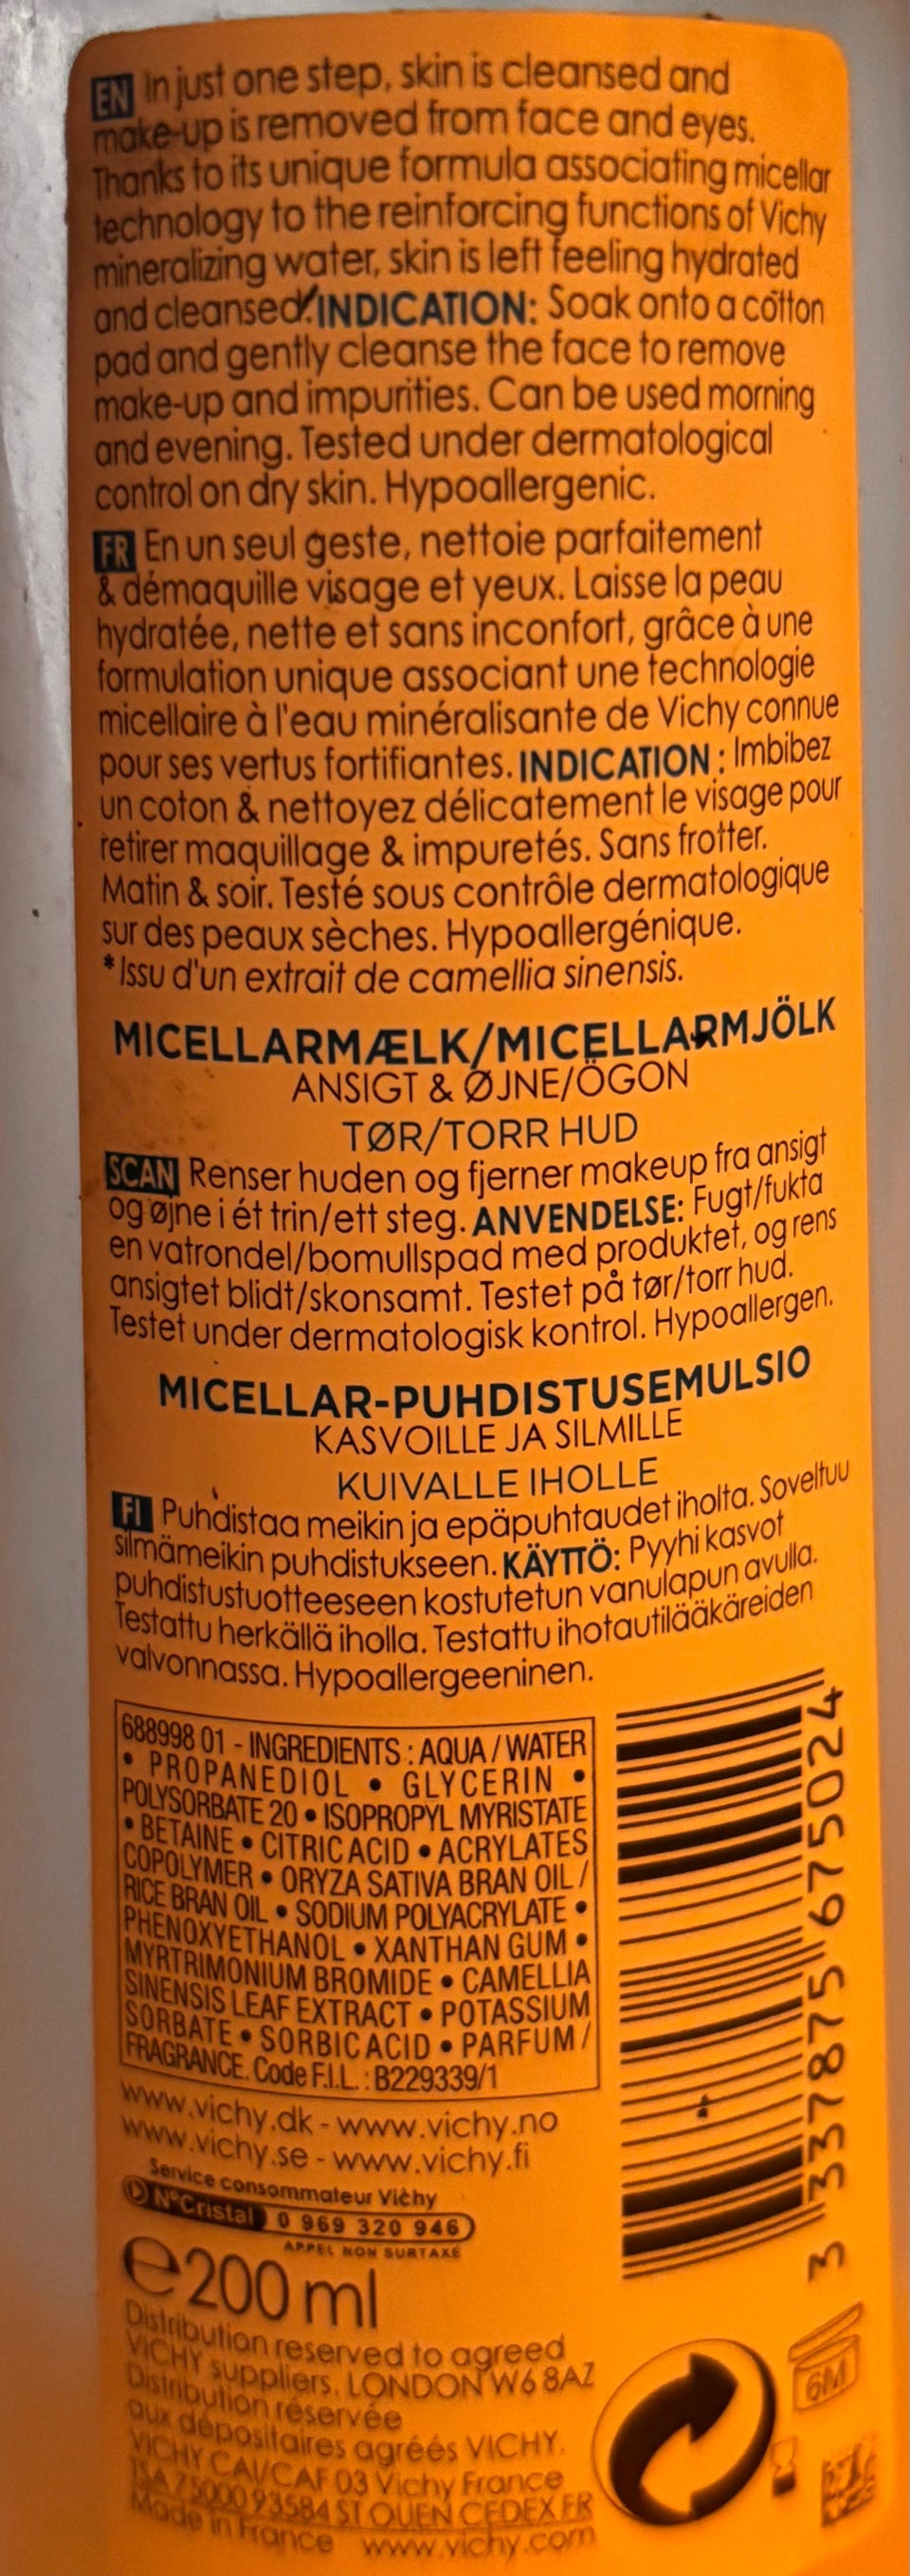 EN In just one step, skin is cleansed and
make-up is removed from face and eyes.
Thanks to its unique formula associating micellar
technology to the reinforcing functions of Vichy
mineralizing water, skin is left feeling hydrated
and cleansed. INDICATION: Soak onto a cotton
pad and gently cleanse the face to remove
make-up and impurities. Can be used morning
and evening. Tested under dermatological
control on dry skin. Hypoallergenic.
FR En un seul geste, nettoie parfaitement
& démaquille visage et yeux. Laisse la peau
hydratée, nette et sans inconfort, grâce à une
formulation unique associant une technologie
micellaire à l'eau minéralisante de Vichy connue
pour ses vertus fortifiantes. INDICATION : Imbibez
un coton & nettoyez délicatement le visage pour
retirer maquillage & impuretés. Sans frotter.
Matin & soir. Testé sous contrôle dermatologique
sur des peaux sèches. Hypoallergénique.
*Issu d'un extrait de camellia sinensis.
MICELLARMÆLK/MICELLARMJÖLK
ANSIGT & ØJNE/ÖGON
TØR/TORR HUD
SCAN Renser huden og fjerner makeup fra ansigt
og øjne i ét trin/ett steg. ANVENDELSE: Fugt/fukta
en vatrondel/bomullspad med produktet, og rens
ansigtet blidt/skonsamt. Testet på tør/torr hud.
Testet under dermatologisk kontrol. Hypoallergen.
MICELLAR-PUHDISTUSEMULSIO
KASVOILLE JA SILMILLE
KUIVALLE IHOLLE
FI Puhdistaa meikin ja epäpuhtaudet iholta. Soveltuu
silmämeikin puhdistukseen. KÄYTTÖ: Pyyhi kasvot
puhdistustuotteeseen kostutetun vanulapun avulla.
Testattu herkällä iholla. Testattu ihotautilääkäreiden
valvonnassa. Hypoallergeeninen.
688998 01 - INGREDIENTS : AQUA / WATER
• PROPANEDIOL • GLYCERIN •
POLYSORBATE 20 • ISOPROPYL MYRISTATE
• BETAINE • CITRIC ACID • ACRYLATES
COPOLYMER • ORYZA SATIVA BRAN OIL /
RICE BRAN OIL • SODIUM POLYACRYLATE •
PHENOXYETHANOL • XANTHAN GUM •
MYRTRIMONIUM BROMIDE • CAMELLIA
SINENSIS LEAF EXTRACT • POTASSIUM
SORBATE • SORBIC ACID • PARFUM /
FRAGRANCE. Code F.I.L. : B229339/1
3 337875 675024
www.vichy.dk - www.vichy.no
www.vichy.se - www.vichy.fi
Service consommateur Vichy
N°Cristal 0 969 320 946
APPEL NON SURTAXÉ
e200 ml
Distribution reserved to agreed
VICHY suppliers. LONDON W6 8AZ
Distribution réservée
aux dépositaires agréés VICHY.
VICHY CAI/CAF 03 Vichy France
TSA 75000 93584 ST OUEN CEDEX FR
Made in France www.vichy.com
6M